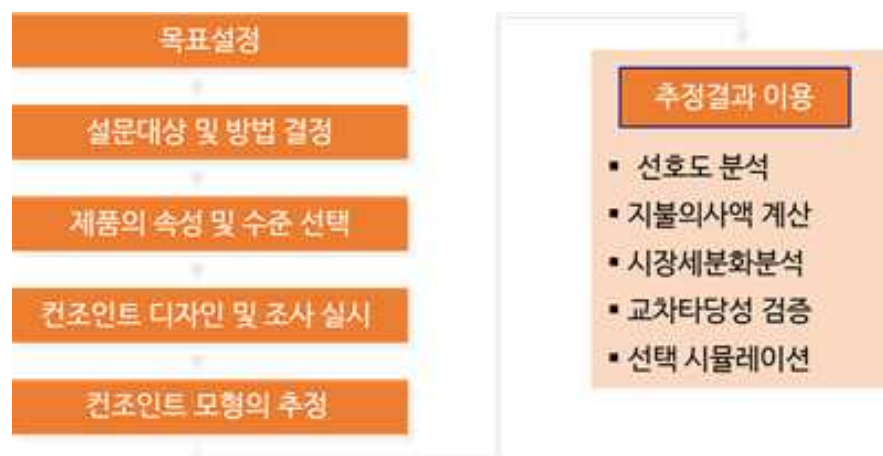 목표설정
설문대상 및 방법 결정
제품의 속성 및 수준 선택
컨조인트 디자인 및 조사 실시
컨조인트 모형의 추정
추정결과 이용
▪ 선호도 분석
▪ 지불의사액 계산
▪ 시장세분화분석
▪ 교차타당성 검증
▪ 선택 시뮬레이션